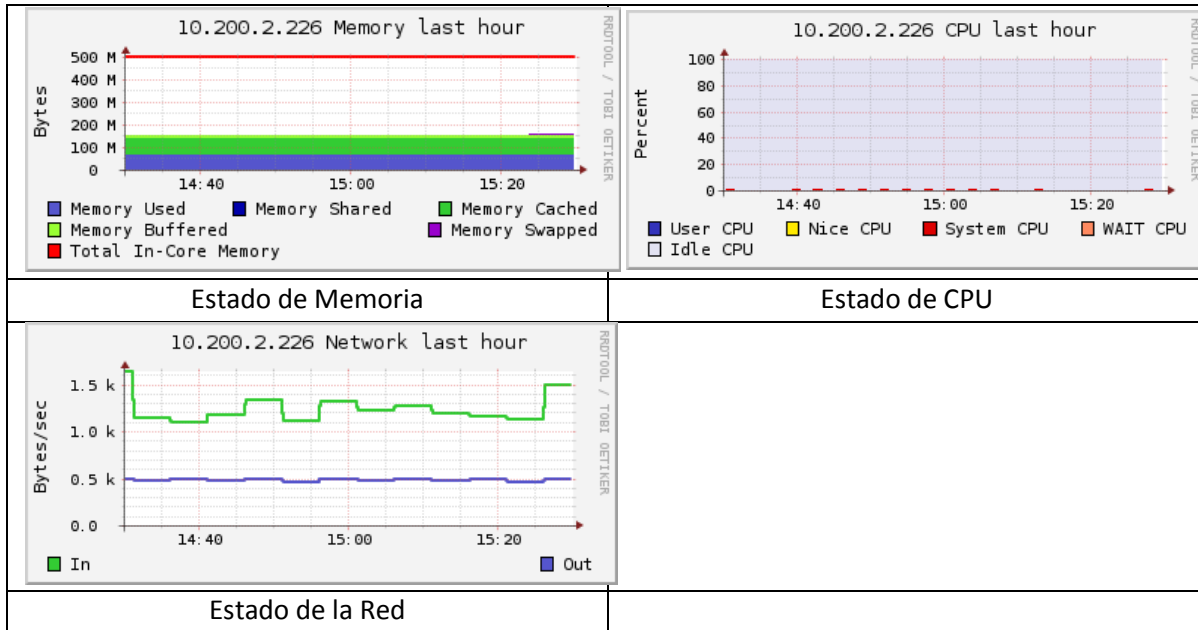 10.200.2.226 Memory last hour
RRDTOOL / TOBI OETIKER
Bytes
500 M
400 M
300 M
200 M
100 M
0
14:40 15:00 15:20
Memory Used Memory Shared Memory Cached
Memory Buffered Memory Swapped
Total In-Core Memory
Estado de Memoria
10.200.2.226 CPU last hour
RRDTOOL / TOBI OETIKER
Percent
100
80
60
40
20
0
14:40 15:00 15:20
User CPU Nice CPU System CPU WAIT CPU
Idle CPU
Estado de CPU
10.200.2.226 Network last hour
RRDTOOL / TOBI OETIKER
Bytes/sec
1.5 k
1.0 k
0.5 k
0.0
14:40 15:00 15:20
In Out
Estado de la Red